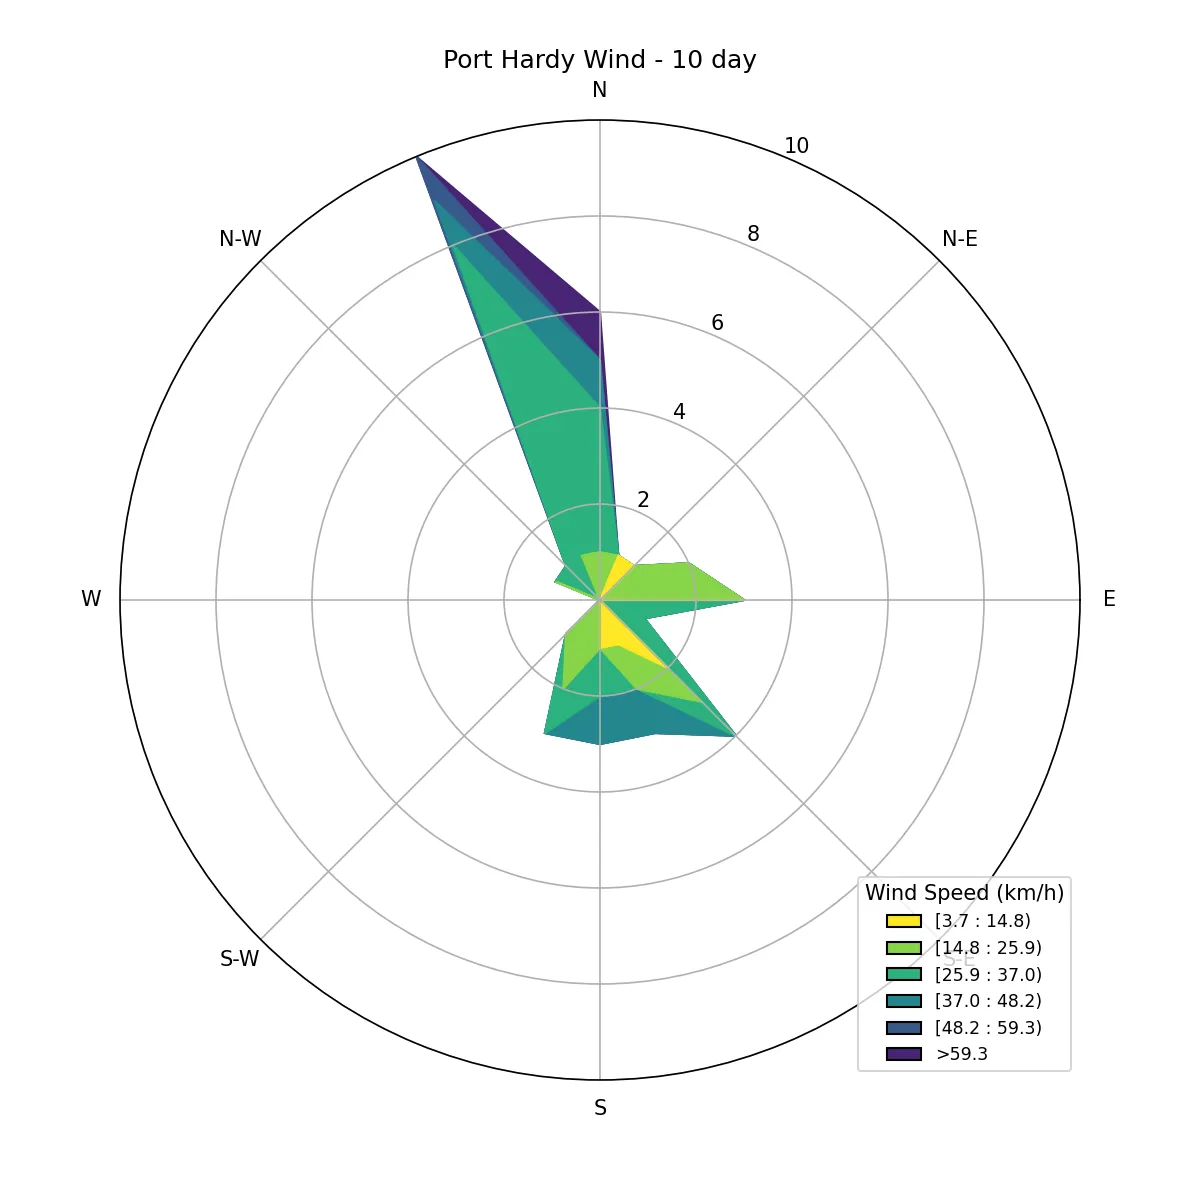 Port Hardy Wind - 10 day
N
10
N-W
N-E
8
6
4
2
W
E
Wind Speed (km/h)
[3.7 : 14.8)
[14.8 : 25.9)
S-W
S-E
[25.9 : 37.0)
[37.0 : 48.2)
[48.2 : 59.3)
>59.3
S